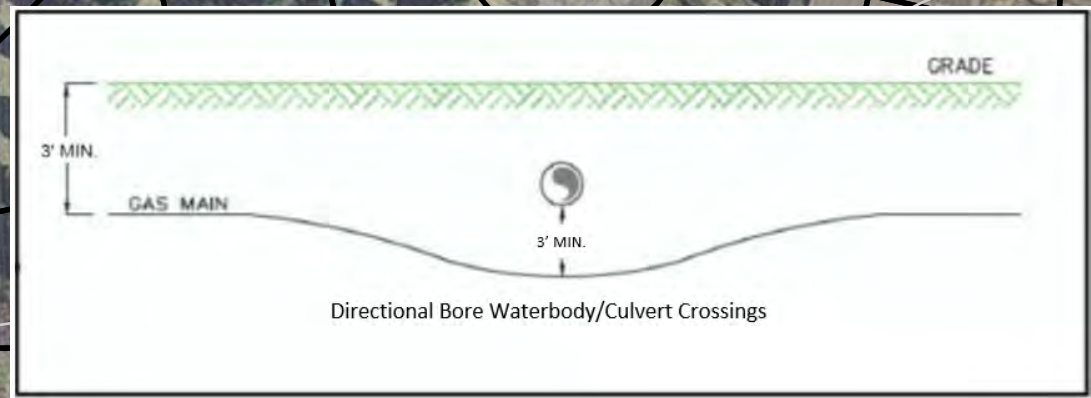 GRADE
3' MIN.
GAS MAIN
3' MIN.
Directional Bore Waterbody/Culvert Crossings